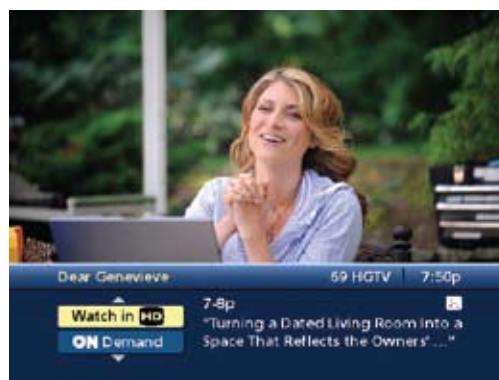 Dear Genevieve 69 HGTV 7:50p
7-8p
Watch in HD
"Turning a Dated Living Room Into a
ON Demand
Space That Reflects the Owners' ..."